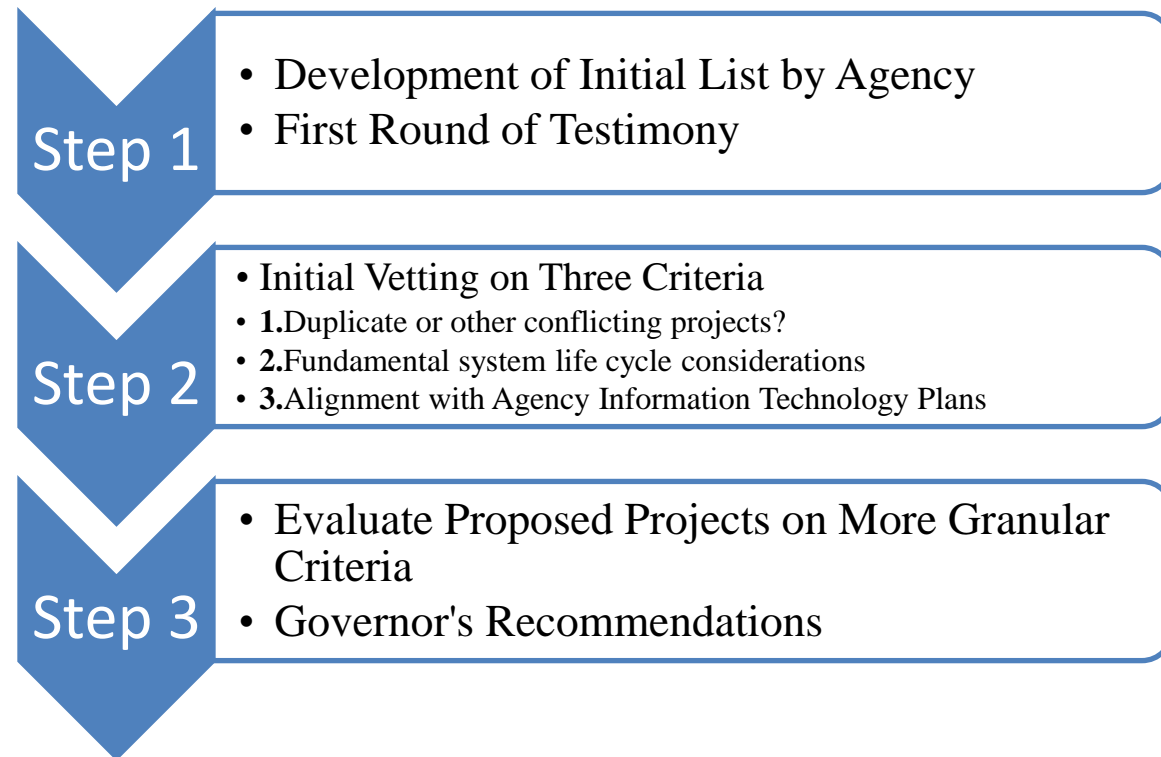 Step 1
• Development of Initial List by Agency
• First Round of Testimony
Step 2
• Initial Vetting on Three Criteria
• 1.Duplicate or other conflicting projects?
• 2.Fundamental system life cycle considerations
• 3.Alignment with Agency Information Technology Plans
Step 3
• Evaluate Proposed Projects on More Granular
Criteria
• Governor's Recommendations